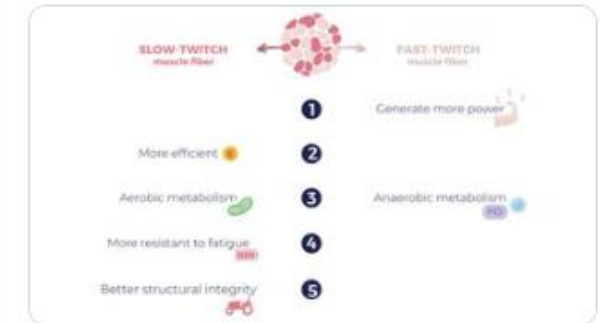 SLOW-TWITCH
muscle fiber
FAST-TWITCH
muscle fiber
1
Generate more power
More efficient
2
Aerobic metabolism
3
Anaerobic metabolism
More resistant to fatigue
4
Better structural integrity
5